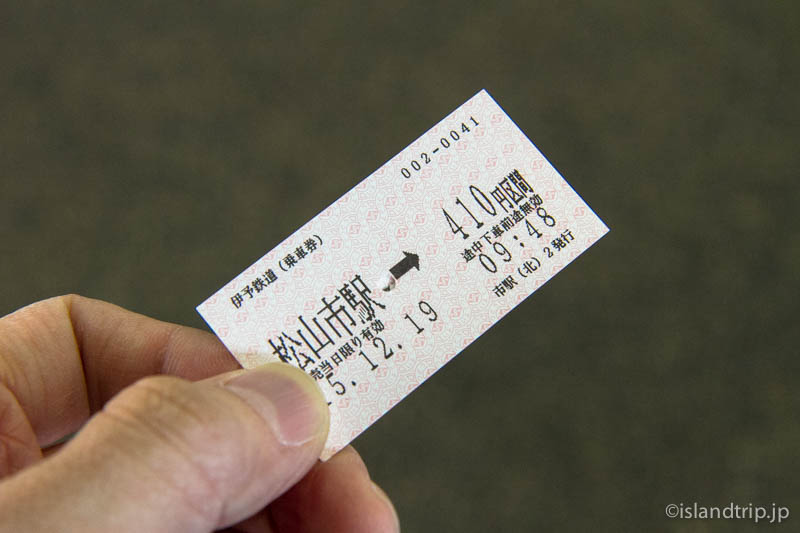 002-0041
伊予鉄道(乗車券)
松山市駅 ➡ 410円区間
売当日限り有効 途中下車前途無効
5.12.19 09:48
市駅(北)2発行
©islandtrip.jp